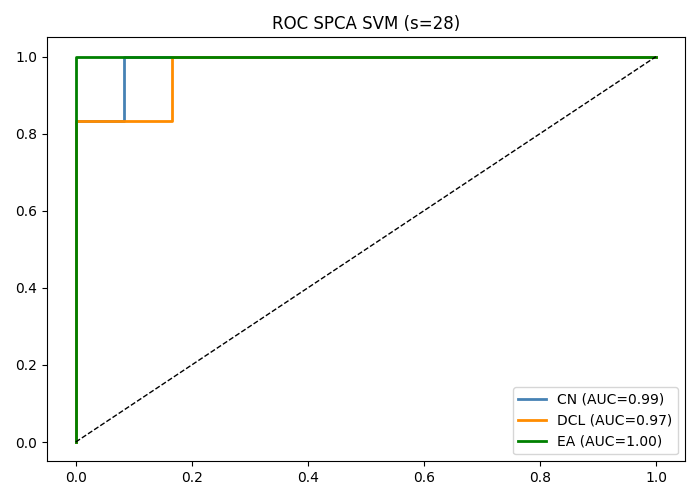 ROC SPCA SVM (s=28)
1.0
0.8
0.6
0.4
0.2
0.0
0.0 0.2 0.4 0.6 0.8 1.0
CN (AUC=0.99)
DCL (AUC=0.97)
EA (AUC=1.00)